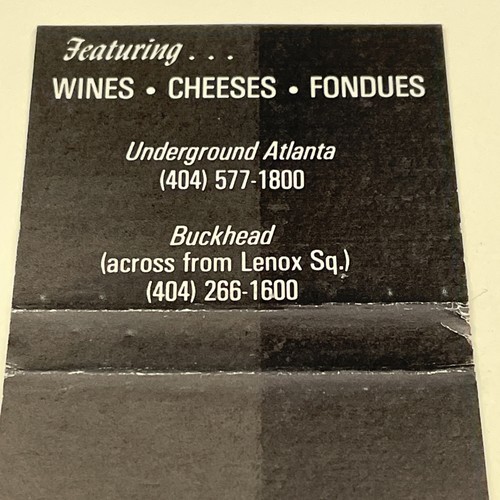 Featuring . . .
WINES • CHEESES • FONDUES
Underground Atlanta
(404) 577-1800
Buckhead
(across from Lenox Sq.)
(404) 266-1600